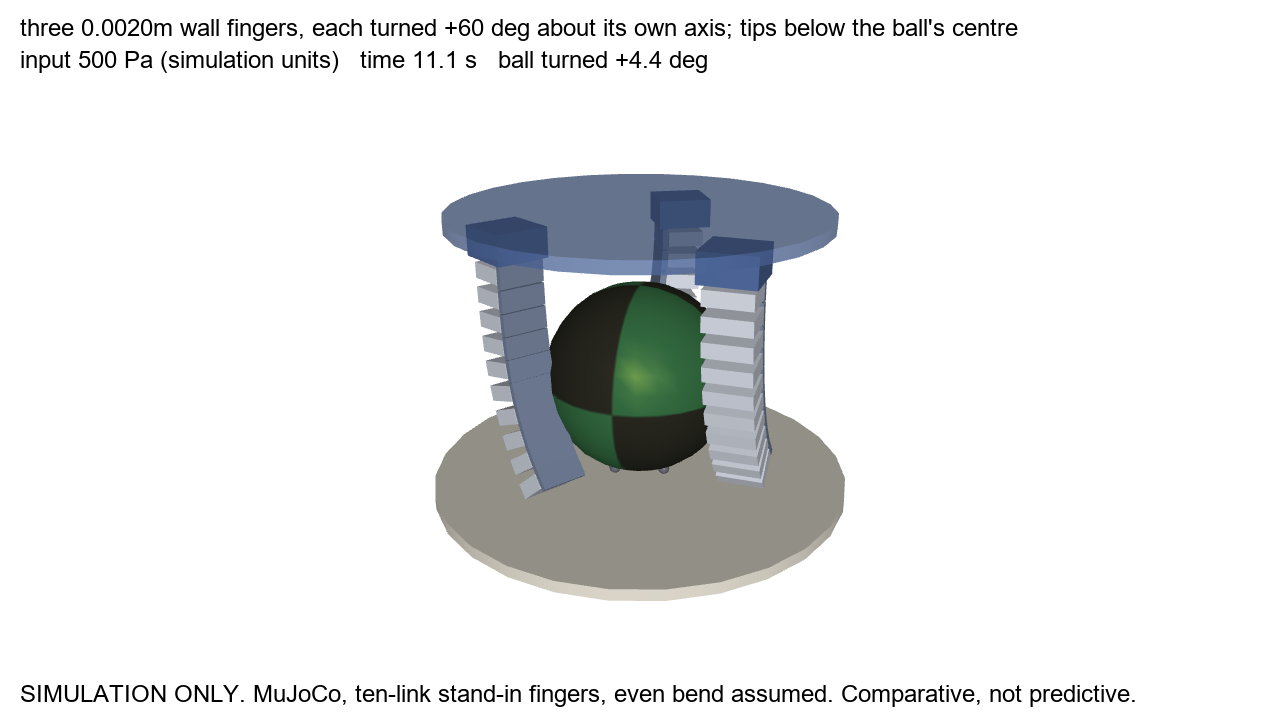 three 0.0020m wall fingers, each turned +60 deg about its own axis; tips below the ball's centre
input 500 Pa (simulation units)   time 11.1 s   ball turned +4.4 deg
SIMULATION ONLY. MuJoCo, ten-link stand-in fingers, even bend assumed. Comparative, not predictive.